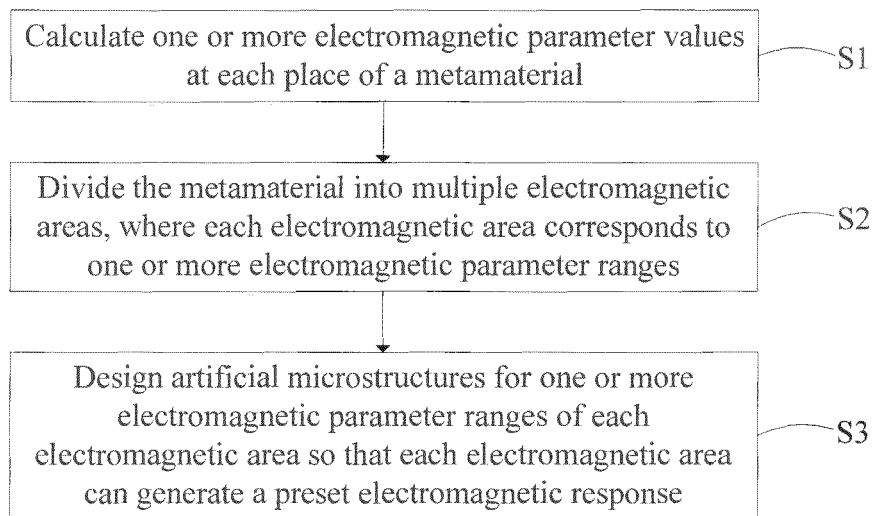 Calculate one or more electromagnetic parameter values
at each place of a metamaterial
S1
Divide the metamaterial into multiple electromagnetic
areas, where each electromagnetic area corresponds to
one or more electromagnetic parameter ranges
S2
Design artificial microstructures for one or more
electromagnetic parameter ranges of each
electromagnetic area so that each electromagnetic area
can generate a preset electromagnetic response
S3